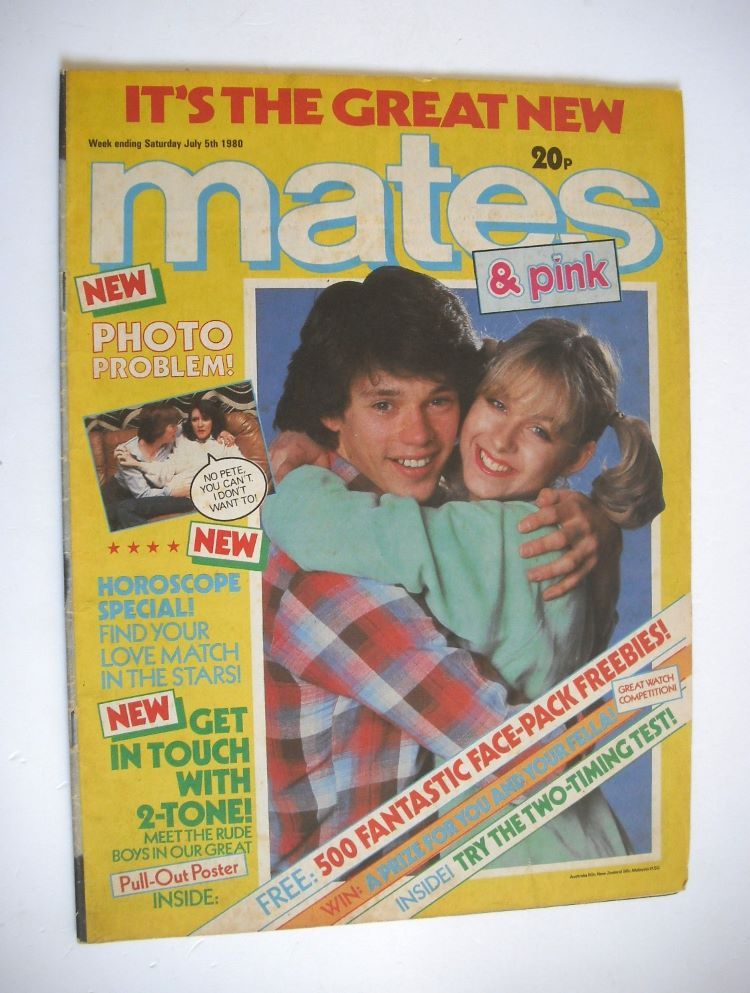 IT'S THE GREAT NEW
Week ending Saturday July 5th 1980
20P
mates
& pink
NEW
PHOTO
PROBLEM!
NO PETE,
YOU CAN'T.
I DON'T
WANT TO!
★★★★ NEW
HOROSCOPE
SPECIAL!
FIND YOUR
LOVE MATCH
IN THE STARS!
NEW GET
IN TOUCH
WITH
2-TONE!
MEET THE RUDE
BOYS IN OUR GREAT
Pull-Out Poster
INSIDE:
FREE: 500 FANTASTIC FACE-PACK FREEBIES!
WIN: A PRIZE FOR YOU AND YOUR FELLA!
GREAT WATCH
COMPETITION!
INSIDE! TRY THE TWO-TIMING TEST!